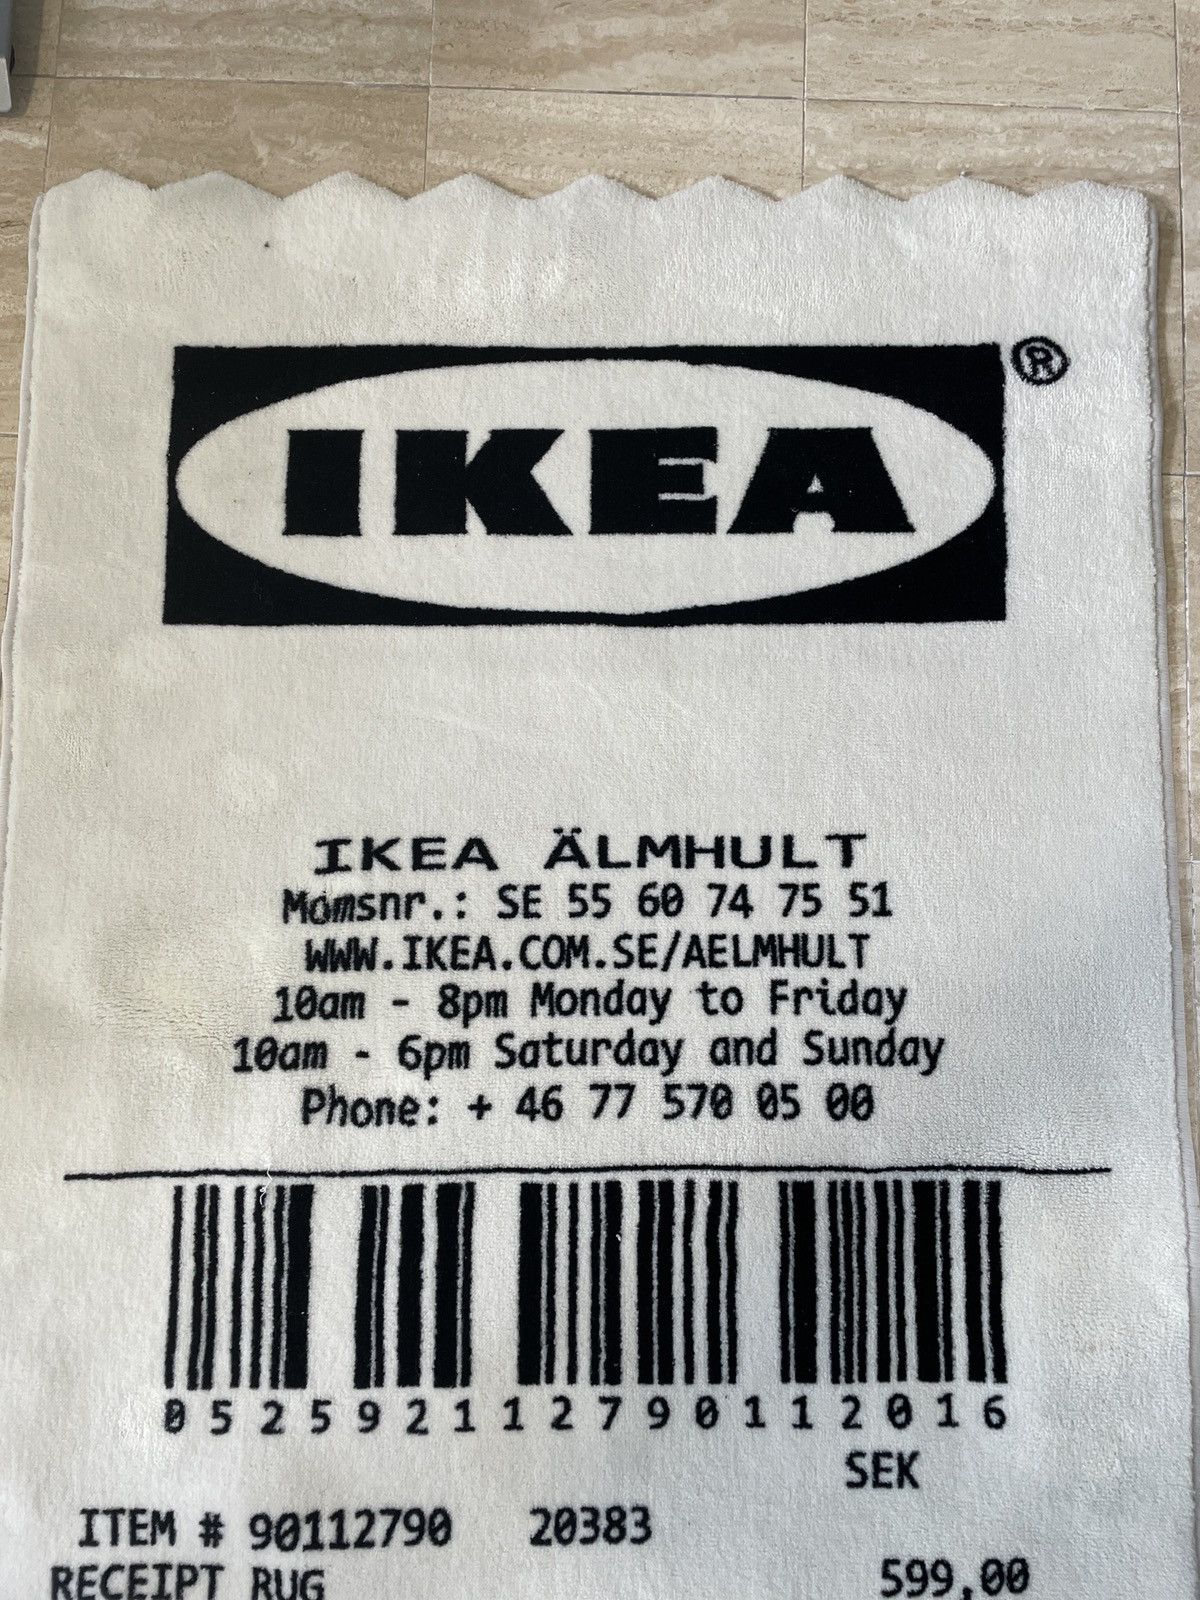 IKEA®
IKEA ÄLMHULT
Momsnr.: SE 55 60 74 75 51
WWW.IKEA.COM.SE/AELMHULT
10am - 8pm Monday to Friday
10am - 6pm Saturday and Sunday
Phone: + 46 77 570 05 00
0 5 2 5 9 2 1 1 2 7 9 0 1 1 2 0 1 6
SEK
ITEM # 90112790 20383
RECEIPT RUG 599,00